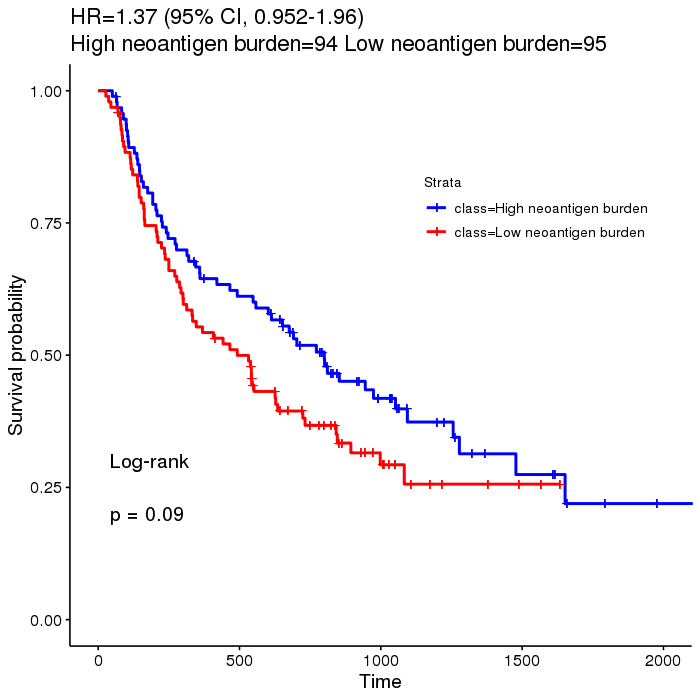 HR=1.37 (95% CI, 0.952-1.96)
High neoantigen burden=94 Low neoantigen burden=95
1.00
0.75
0.50
0.25
0.00
Survival probability
Strata
class=High neoantigen burden
class=Low neoantigen burden
Log-rank
p = 0.09
0 500 1000 1500 2000
Time